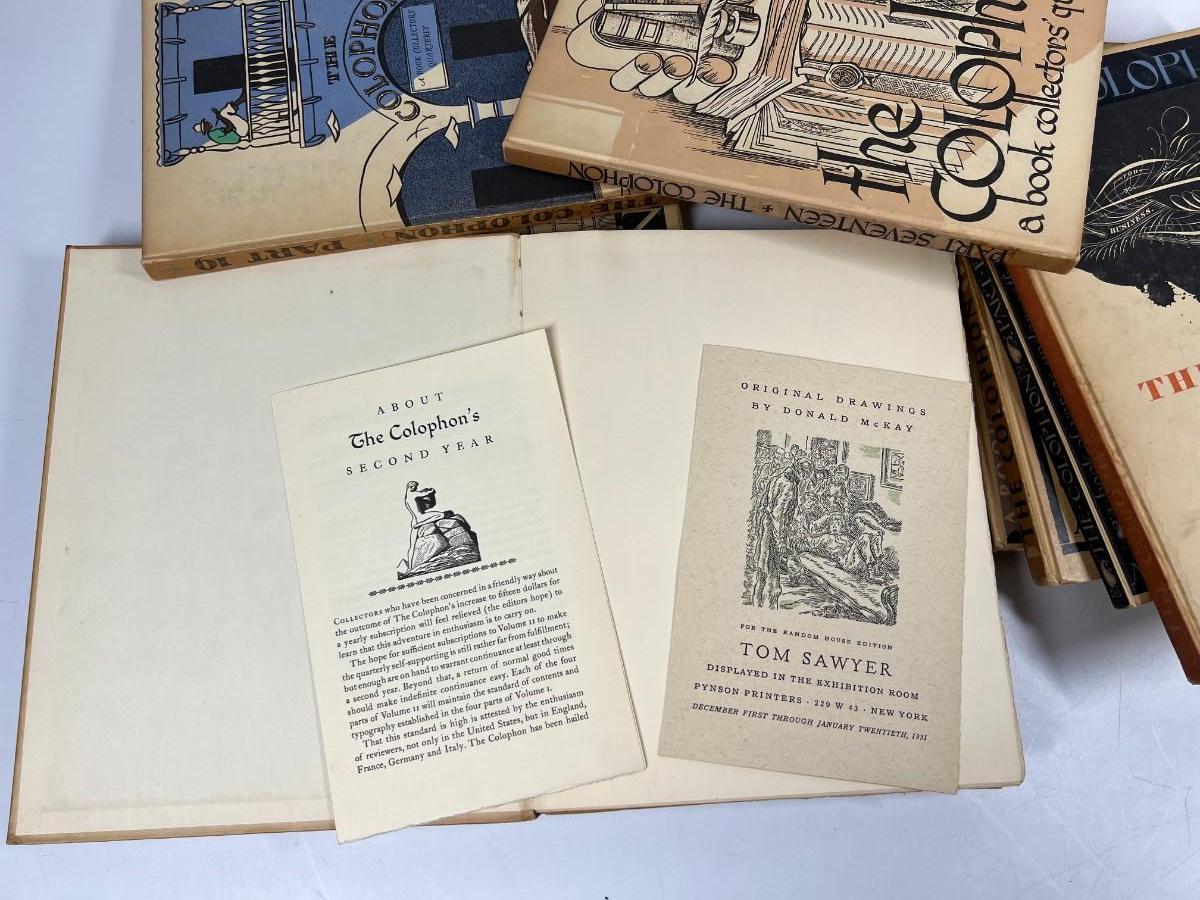 THE
COLOPHON
A BOOK COLLECTORS'
QUARTERLY
THE COLOPHON, PART 10
the
COLOPH
a book collectors' qu
PART SEVENTEEN + THE COLOPHON
COLOPH
FOR
BUSINESS
TH
THE COLOPHON
ABOUT
The Colophon's
SECOND YEAR
COLLECTORS who have been concerned in a friendly way about
the outcome of The Colophon's increase to fifteen dollars for
a yearly subscription will feel relieved (the editors hope) to
learn that this adventure in enthusiasm is to carry on.
The hope for sufficient subscriptions to Volume II to make
the quarterly self-supporting is still rather far from fulfillment;
but enough are on hand to warrant continuance at least through
a second year. Beyond that, a return of normal good times
should make indefinite continuance easy. Each of the four
parts of Volume II will maintain the standard of contents and
typography established in the four parts of Volume I.
That this standard is high is attested by the enthusiasm
of reviewers, not only in the United States, but in England,
France, Germany and Italy. The Colophon has been hailed
ORIGINAL DRAWINGS
BY DONALD McKAY
FOR THE RANDOM HOUSE EDITION
TOM SAWYER
DISPLAYED IN THE EXHIBITION ROOM
PYNSON PRINTERS · 229 W 43 · NEW YORK
DECEMBER FIRST THROUGH JANUARY TWENTIETH, 1931